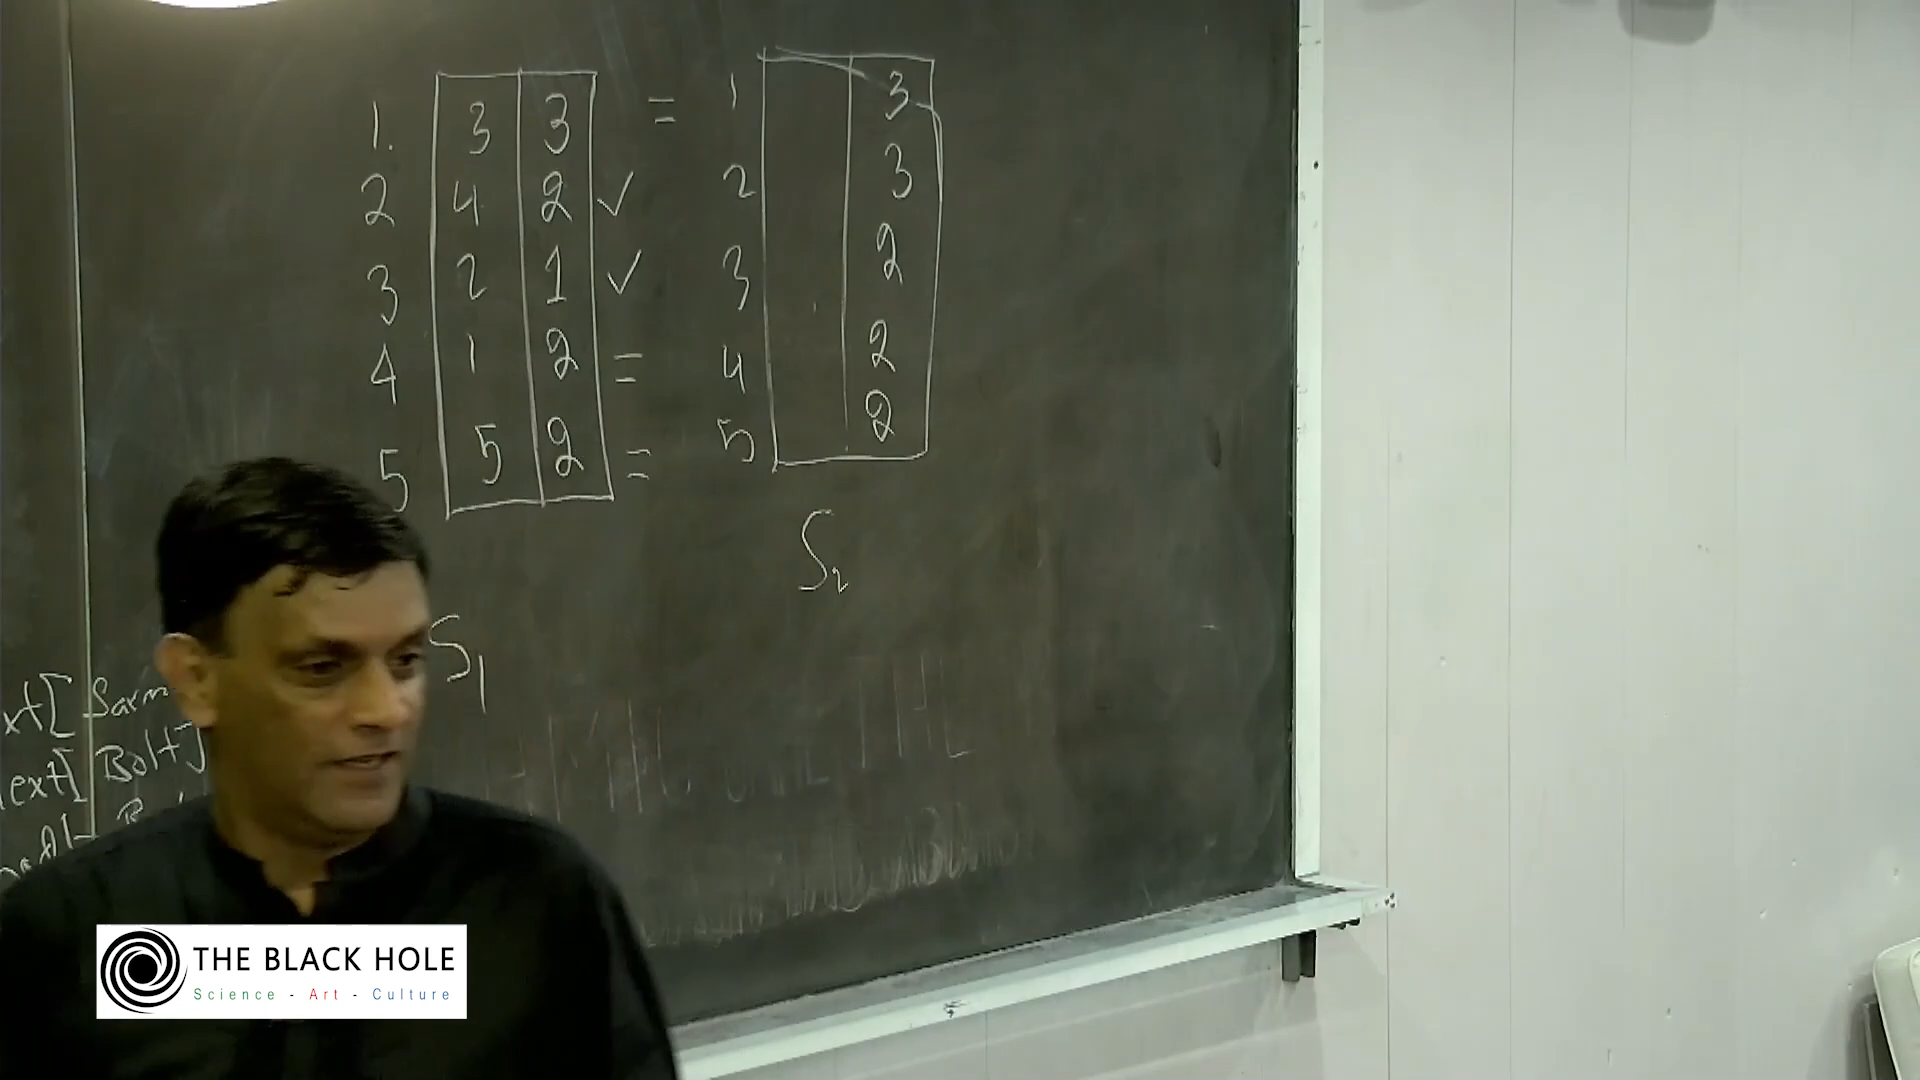 1. 3 3 = 1 3
2 4 2 ✓ 2 3
3 2 1 ✓ 3 2
4 1 2 = 4 2
5 5 2 = 5 2
S2
S1
xt[ Sarm
ext[ Bolt]
THE BLACK HOLE
Science - Art - Culture